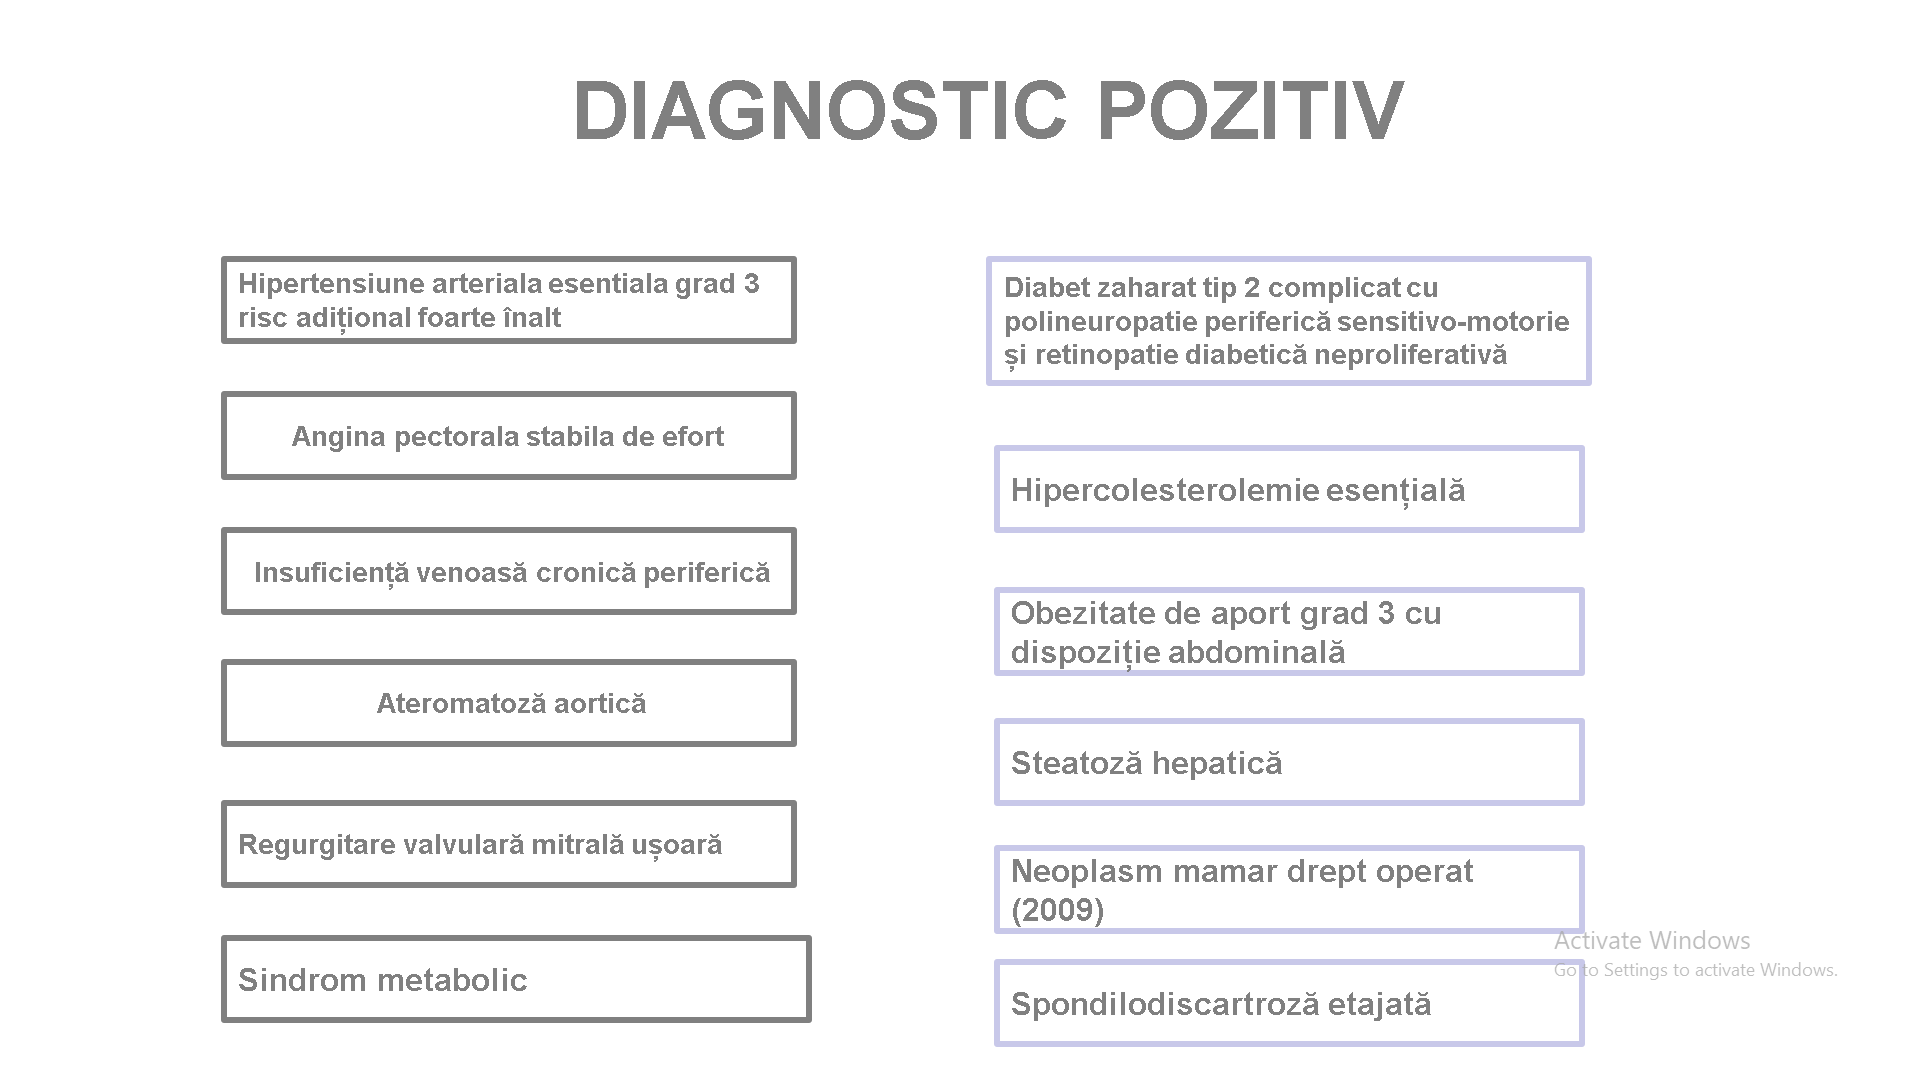 DIAGNOSTIC POZITIV
Hipertensiune arteriala esentiala grad 3
risc adițional foarte înalt
Angina pectorala stabila de efort
Insuficiență venoasă cronică periferică
Ateromatoză aortică
Regurgitare valvulară mitrală ușoară
Sindrom metabolic
Diabet zaharat tip 2 complicat cu
polineuropatie periferică sensitivo-motorie
și retinopatie diabetică neproliferativă
Hipercolesterolemie esențială
Obezitate de aport grad 3 cu
dispoziție abdominală
Steatoză hepatică
Neoplasm mamar drept operat
(2009)
Spondilodiscartroză etajată
Activate Windows
Go to Settings to activate Windows.